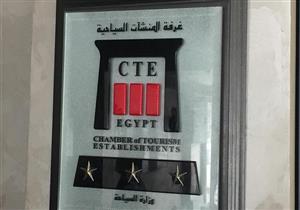 غرفة المنشآت السياحية
CTE
EGYPT
CHAMBER of TOURISM
ESTABLISHMENTS
وزارة السياحة